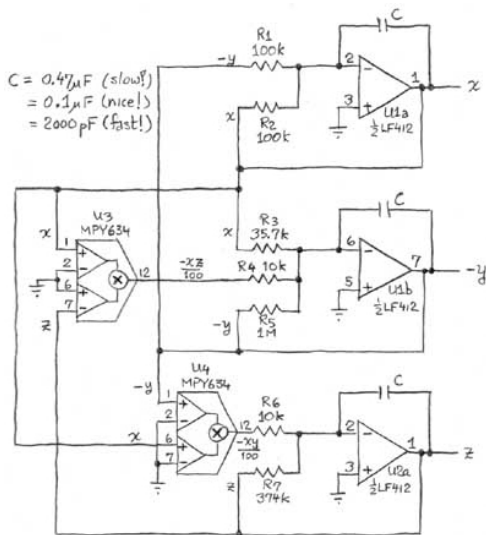 C = 0.47μF (slow!)
= 0.1μF (nice!)
= 2000pF (fast!)
R1
100k
-y
x
R2
100k
C
2
-
3
+
1
U1a
½LF412
x
U3
MPY634
x
1
+
2
-
6
+
7
-
z
12
-xz
100
x
R3
35.7k
R4 10k
-y
R5
1M
C
6
-
5
+
7
U1b
½LF412
-y
U4
MPY634
-y
1
+
2
-
x
6
+
7
-
12
-xy
100
R6
10k
z
R7
374k
C
2
-
3
+
1
U2a
½LF412
z